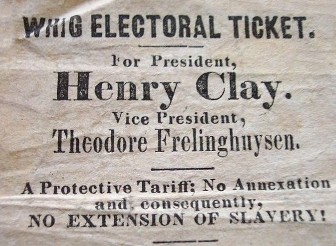 WHIG ELECTORAL TICKET.
For President,
Henry Clay.
Vice President,
Theodore Frelinghuysen.
A Protective Tariff; No Annexation
and, consequently,
NO EXTENSION OF SLAVERY!